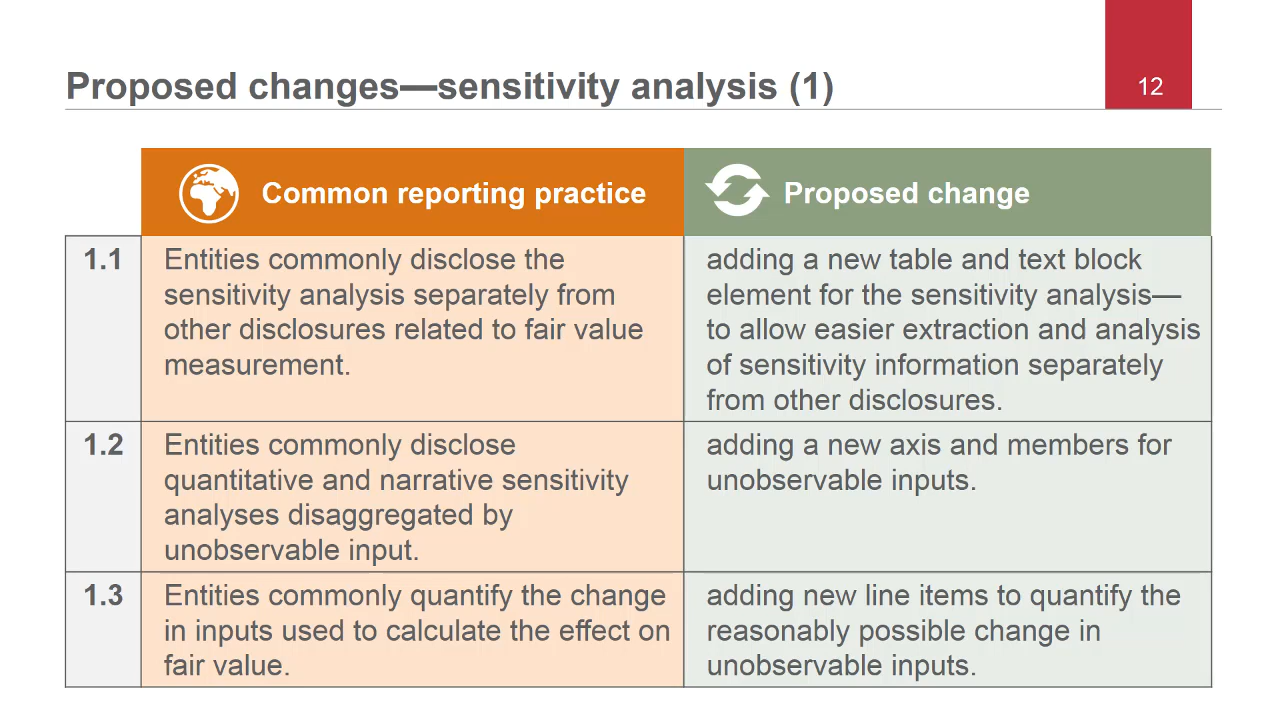 Proposed changes—sensitivity analysis (1)
12
Common reporting practice
Proposed change
1.1
Entities commonly disclose the
sensitivity analysis separately from
other disclosures related to fair value
measurement.
adding a new table and text block
element for the sensitivity analysis—
to allow easier extraction and analysis
of sensitivity information separately
from other disclosures.
1.2
Entities commonly disclose
quantitative and narrative sensitivity
analyses disaggregated by
unobservable input.
adding a new axis and members for
unobservable inputs.
1.3
Entities commonly quantify the change
in inputs used to calculate the effect on
fair value.
adding new line items to quantify the
reasonably possible change in
unobservable inputs.